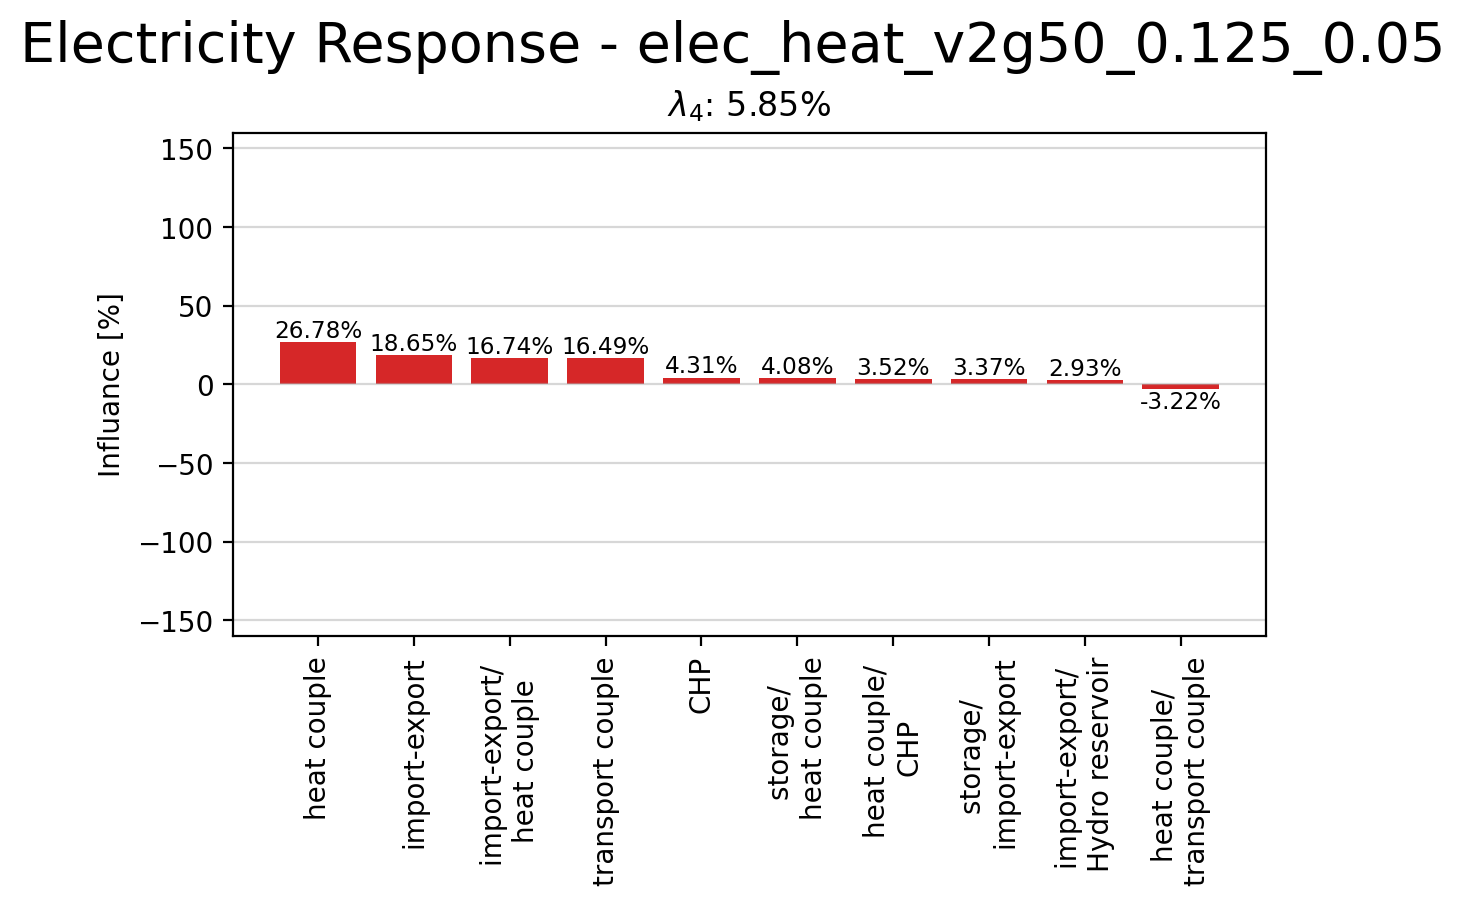 Electricity Response - elec_heat_v2g50_0.125_0.05
λ4: 5.85%
150
100
50
0
−50
−100
−150
Influance [%]
26.78%
18.65%
16.74%
16.49%
4.31%
4.08%
3.52%
3.37%
2.93%
-3.22%
heat couple
import-export
import-export/
heat couple
transport couple
CHP
storage/
heat couple
heat couple/
CHP
storage/
import-export
import-export/
Hydro reservoir
heat couple/
transport couple